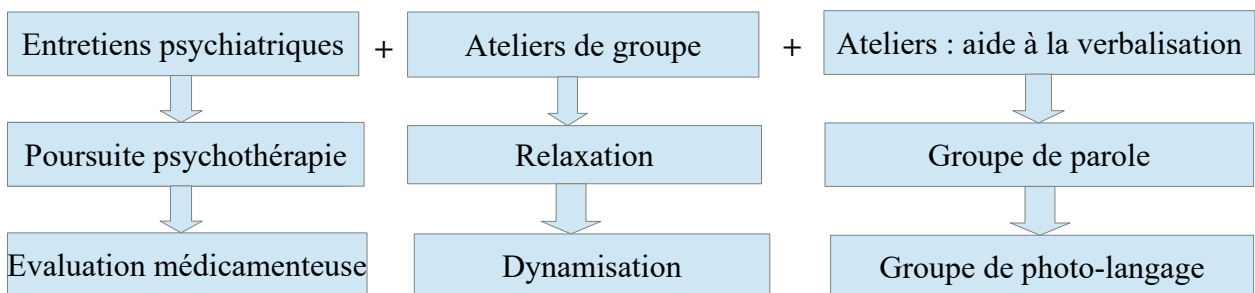 Entretiens psychiatriques + Ateliers de groupe + Ateliers : aide à la verbalisation
Poursuite psychothérapie Relaxation Groupe de parole
Evaluation médicamenteuse Dynamisation Groupe de photo-langage